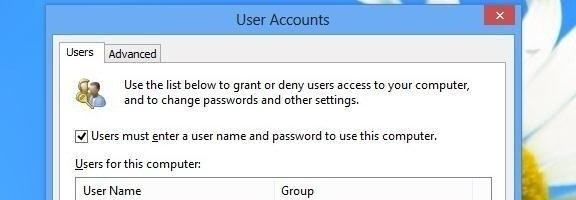 User Accounts
Users Advanced
Use the list below to grant or deny users access to your computer,
and to change passwords and other settings.
Users must enter a user name and password to use this computer.
Users for this computer:
User Name Group